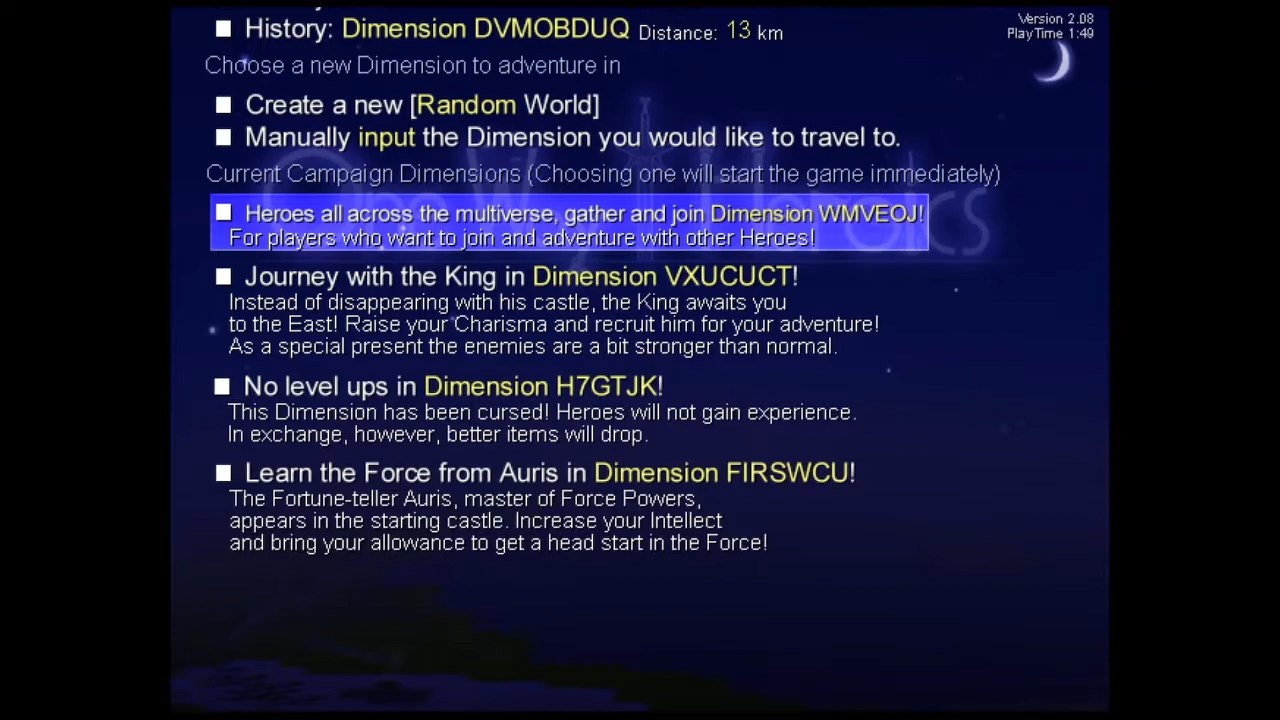 History: Dimension DVMOBDUQ Distance: 13 km
Version 2.08
PlayTime 1:49
Choose a new Dimension to adventure in
Create a new [Random World]
Manually input the Dimension you would like to travel to.
Current Campaign Dimensions (Choosing one will start the game immediately)
Heroes all across the multiverse, gather and join Dimension WMVEOJ!
For players who want to join and adventure with other Heroes!
Journey with the King in Dimension VXUCUCT!
Instead of disappearing with his castle, the King awaits you
to the East! Raise your Charisma and recruit him for your adventure!
As a special present the enemies are a bit stronger than normal.
No level ups in Dimension H7GTJK!
This Dimension has been cursed! Heroes will not gain experience.
In exchange, however, better items will drop.
Learn the Force from Auris in Dimension FIRSWCU!
The Fortune-teller Auris, master of Force Powers,
appears in the starting castle. Increase your Intellect
and bring your allowance to get a head start in the Force!